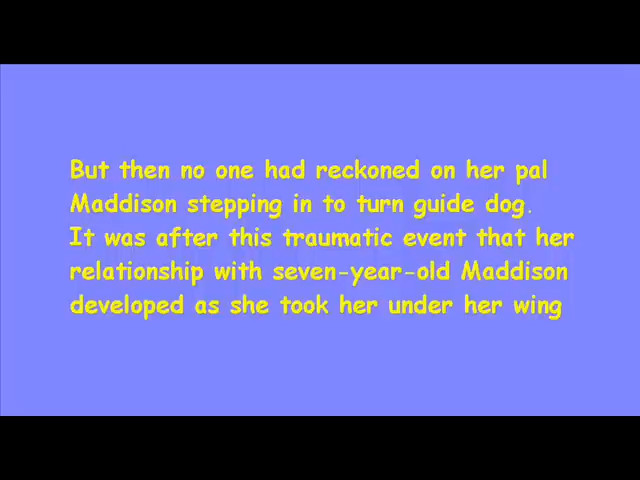 But then no one had reckoned on her pal
Maddison stepping in to turn guide dog.
It was after this traumatic event that her
relationship with seven-year-old Maddison
developed as she took her under her wing